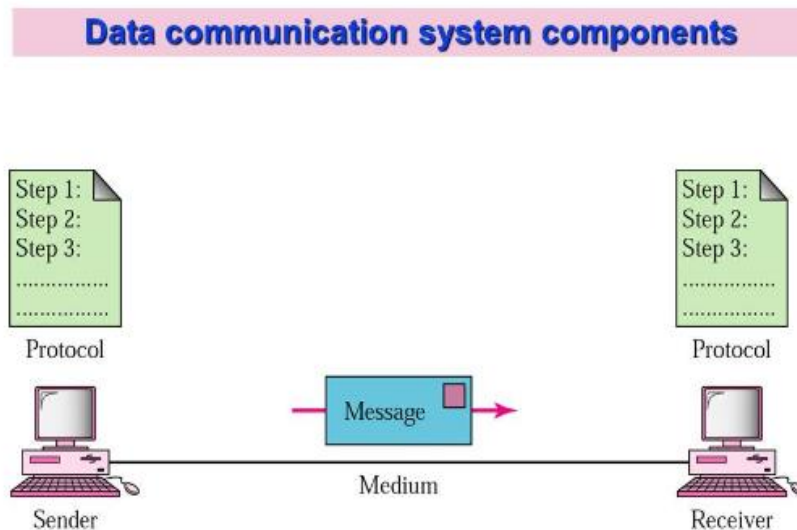 Data communication system components
Step 1:
Step 2:
Step 3:
................
................
Protocol
Step 1:
Step 2:
Step 3:
................
................
Protocol
Message
Medium
Sender
Receiver